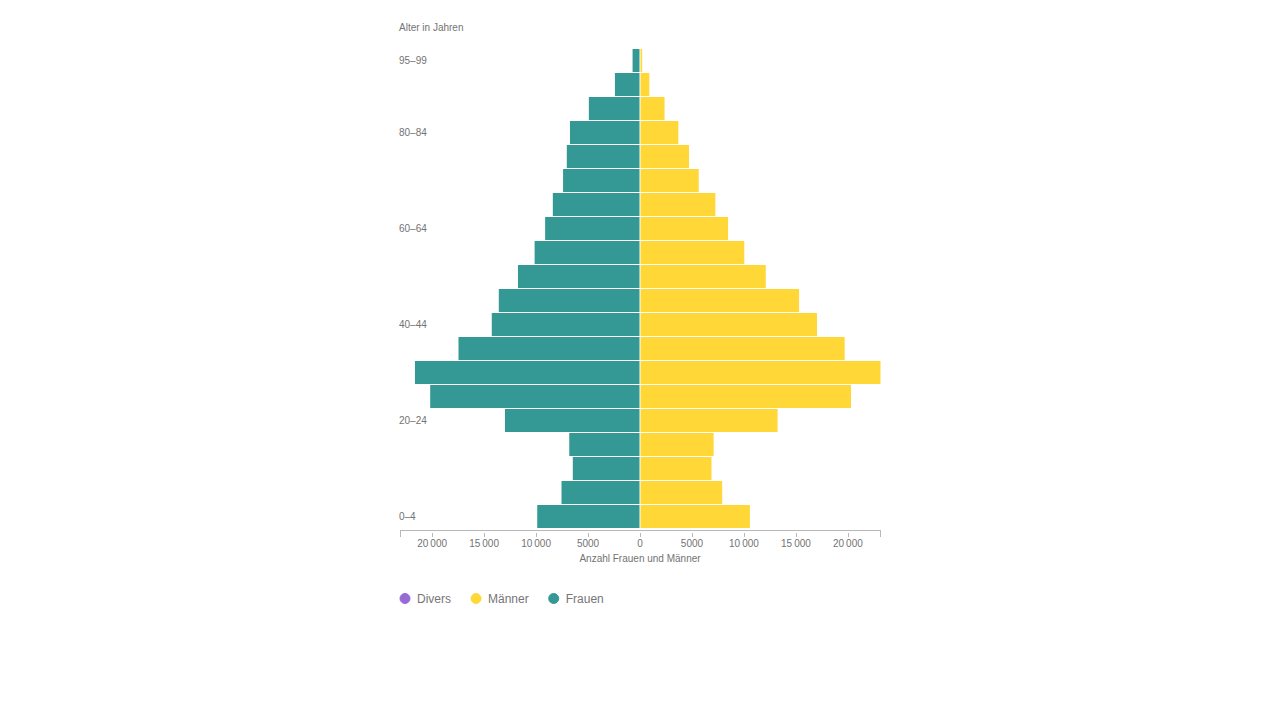 Alter in Jahren
95–99
80–84
60–64
40–44
20–24
0–4
20 000 15 000 10 000 5000 0 5000 10 000 15 000 20 000
Anzahl Frauen und Männer
Divers Männer Frauen